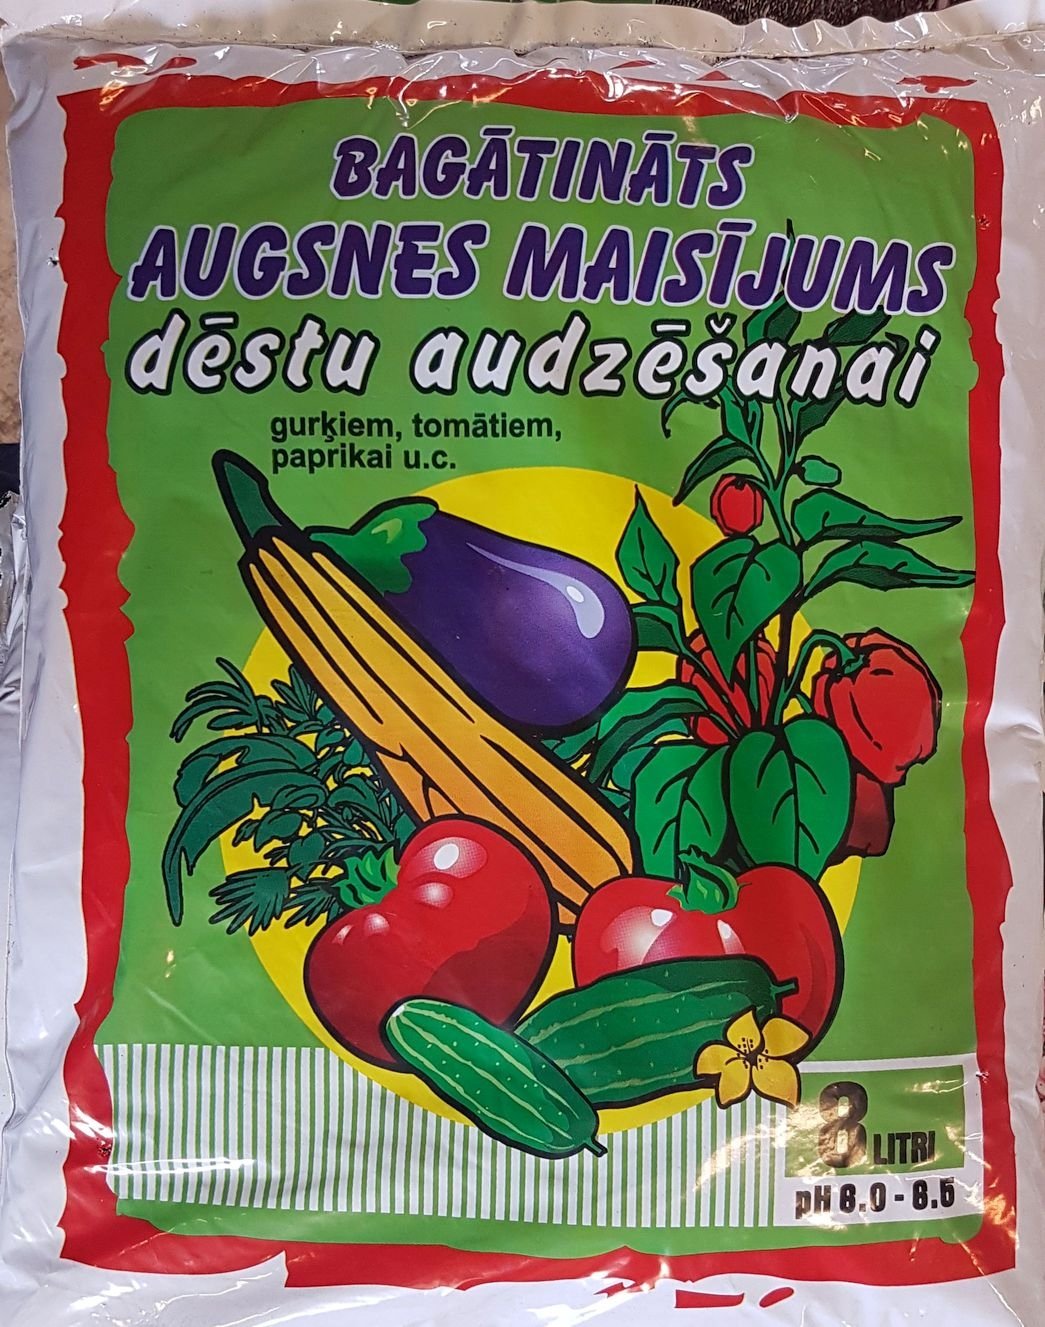 BAGĀTINĀTS
AUGSNES MAISĪJUMS
dēstu audzēšanai
gurķiem, tomātiem,
paprikai u.c.
8 LITRI
pH 6.0 - 6.5